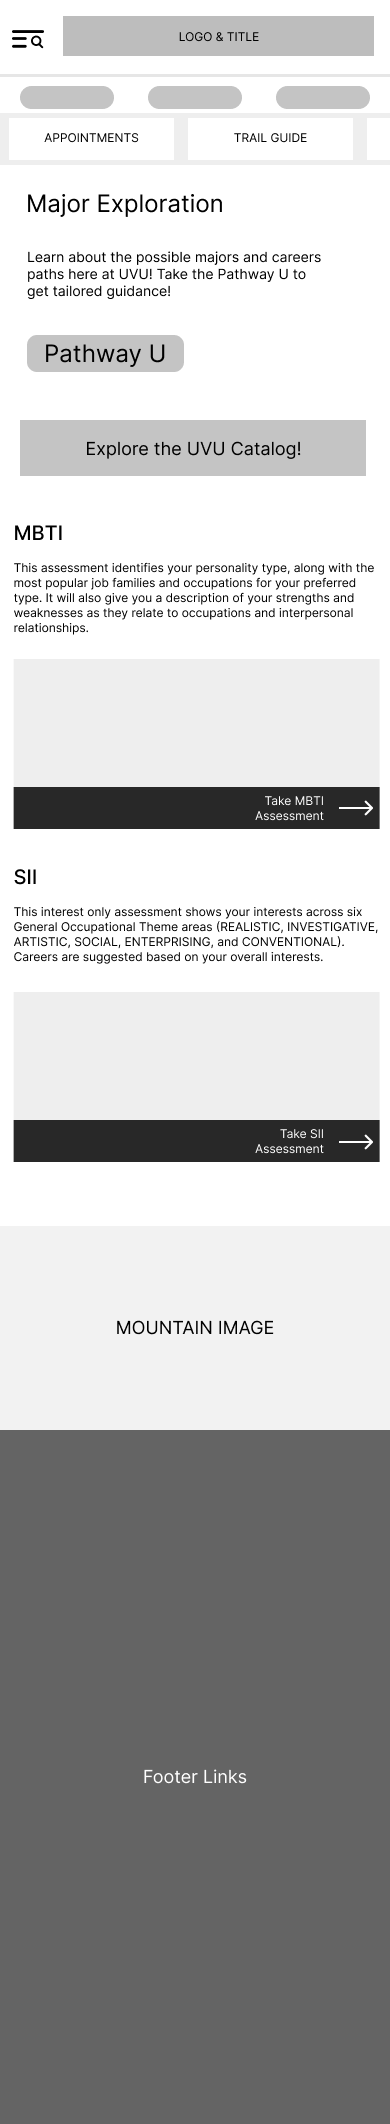 LOGO & TITLE
APPOINTMENTS
TRAIL GUIDE
Major Exploration
Learn about the possible majors and careers
paths here at UVU! Take the Pathway U to
get tailored guidance!
Pathway U
Explore the UVU Catalog!
MBTI
This assessment identifies your personality type, along with the
most popular job families and occupations for your preferred
type. It will also give you a description of your strengths and
weaknesses as they relate to occupations and interpersonal
relationships.
Take MBTI
Assessment
SII
This interest only assessment shows your interests across six
General Occupational Theme areas (REALISTIC, INVESTIGATIVE,
ARTISTIC, SOCIAL, ENTERPRISING, and CONVENTIONAL).
Careers are suggested based on your overall interests.
Take SII
Assessment
MOUNTAIN IMAGE
Footer Links